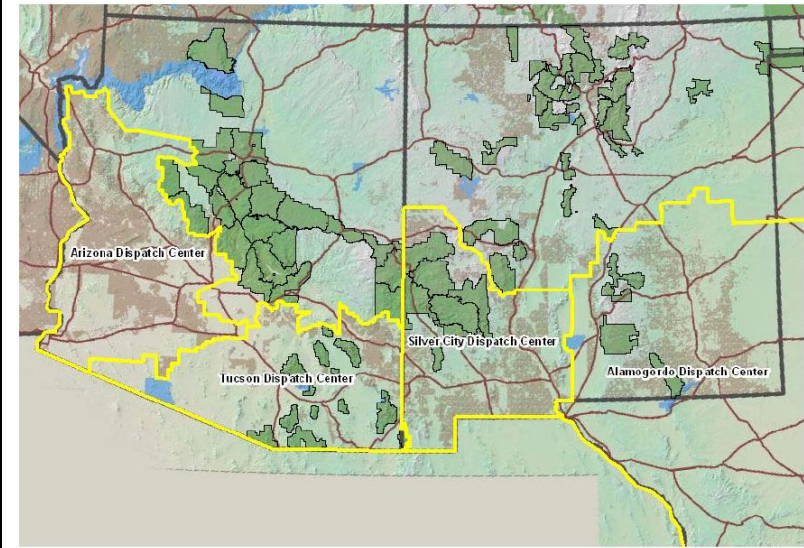 Arizona Dispatch Center
Silver City Dispatch Center
Tucson Dispatch Center
Alamogordo Dispatch Center